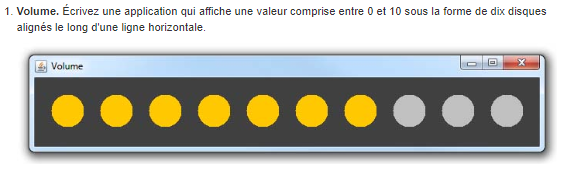 1. Volume. Écrivez une application qui affiche une valeur comprise entre 0 et 10 sous la forme de dix disques
alignés le long d'une ligne horizontale.
Volume